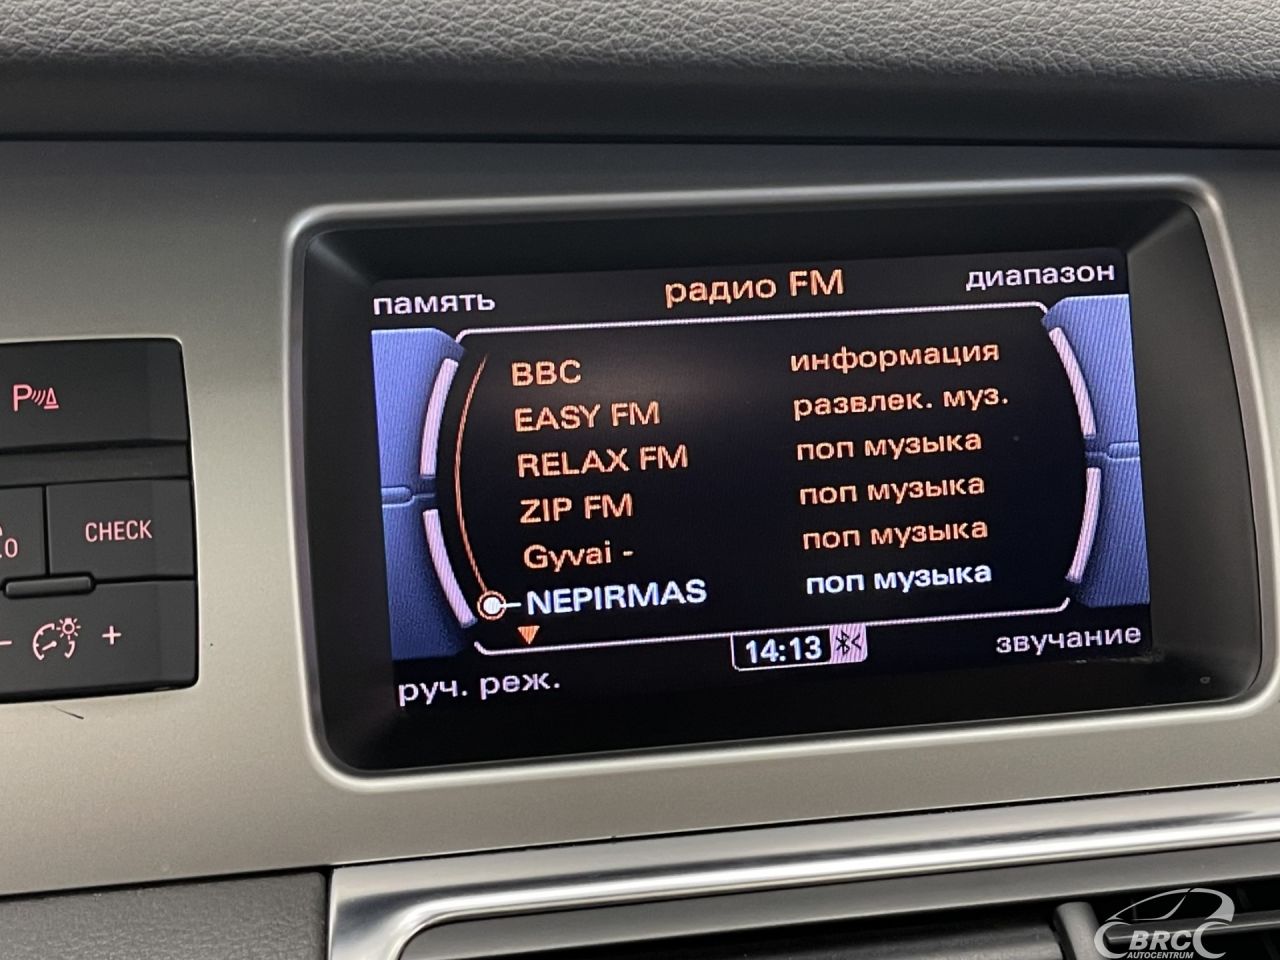 память
радио FM
диапазон
BBC информация
EASY FM развлек. муз.
RELAX FM поп музыка
ZIP FM поп музыка
Gyvai - поп музыка
NEPIRMAS поп музыка
14:13
руч. реж.
звучание
P
CHECK
- +
BRC
AUTOCENTRUM